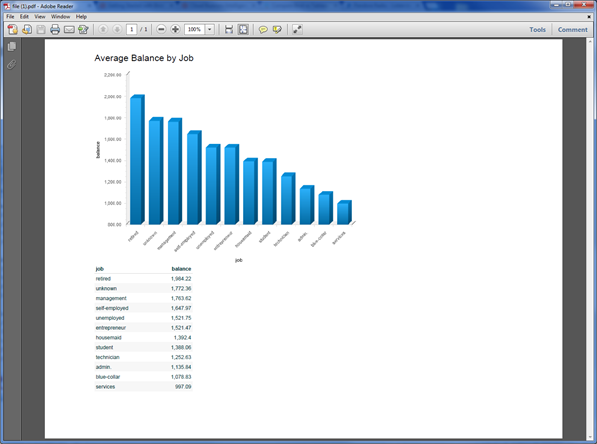 file (1).pdf - Adobe Reader
File Edit View Window Help
1 / 1 100% Tools Comment
Average Balance by Job
2,200.00
2,000.00
1,800.00
1,600.00
1,400.00
1,200.00
1,000.00
800.00
balance
retired unknown management self-employed unemployed entrepreneur housemaid student technician admin. blue-collar services
job
job balance
retired 1,984.22
unknown 1,772.36
management 1,763.62
self-employed 1,647.97
unemployed 1,521.75
entrepreneur 1,521.47
housemaid 1,392.4
student 1,388.06
technician 1,252.63
admin. 1,135.84
blue-collar 1,078.83
services 997.09